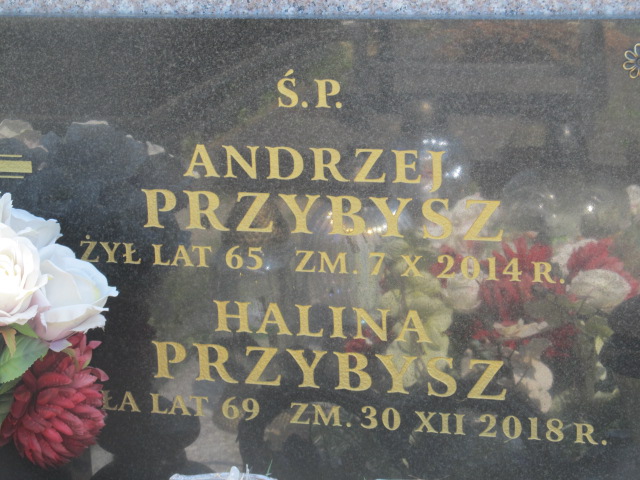 Ś.P.
ANDRZEJ
PRZYBYSZ
ŻYŁ LAT 65 ZM. 7 X 2014 R.
HALINA
PRZYBYSZ
ŁA LAT 69 ZM. 30 XII 2018 R.